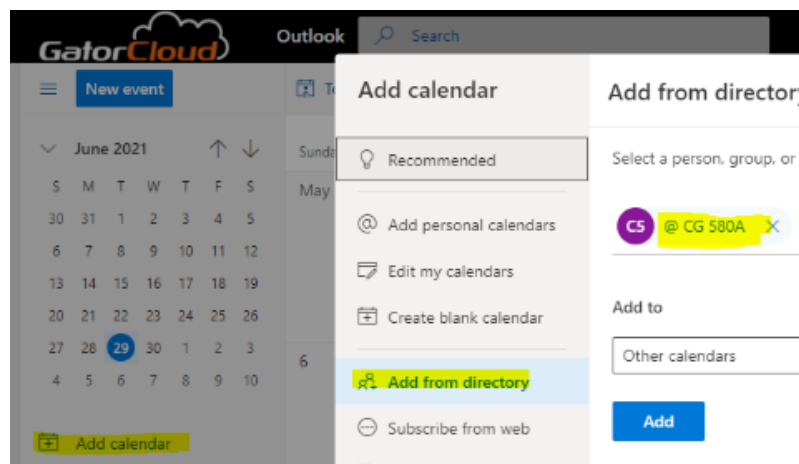 GatorCloud
Outlook
Search
New event
June 2021
S M T W T F S
30 31 1 2 3 4 5
6 7 8 9 10 11 12
13 14 15 16 17 18 19
20 21 22 23 24 25 26
27 28 29 30 1 2 3
4 5 6 7 8 9 10
Add calendar
Sunda
May
6
Add calendar
Recommended
Add personal calendars
Edit my calendars
Create blank calendar
Add from directory
Subscribe from web
Add from directory
Select a person, group, or
CS @ CG 580A
Add to
Other calendars
Add